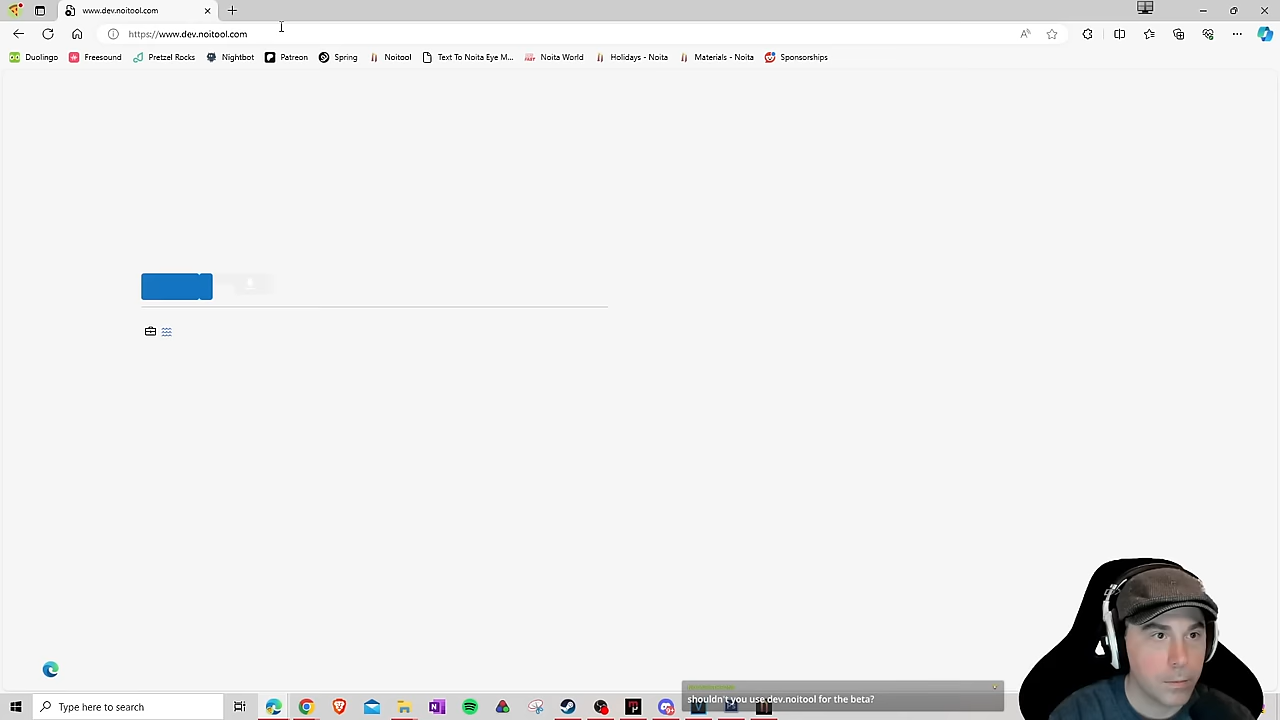 www.dev.noitool.com
https://www.dev.noitool.com
Duolingo
Freesound
Pretzel Rocks
Nightbot
Patreon
Spring
Noitool
Text To Noita Eye M...
Noita World
Holidays - Noita
Materials - Noita
Sponsorships
Type here to search
shouldn't you use dev.noitool for the beta?